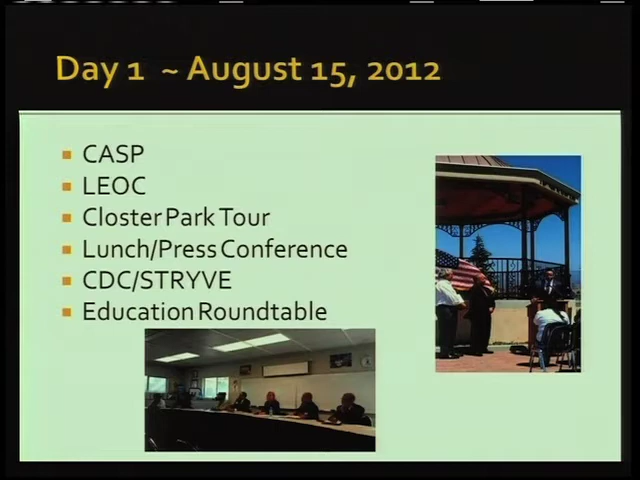 Day 1 ~ August 15, 2012
CASP
LEOC
Closter Park Tour
Lunch/Press Conference
CDC/STRYVE
Education Roundtable